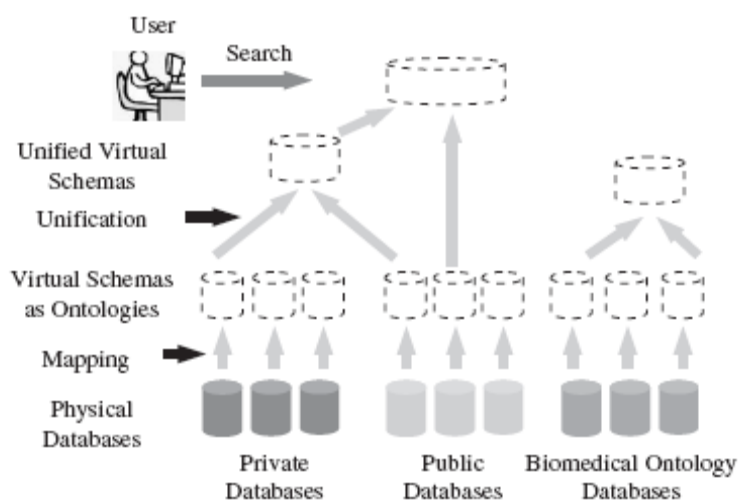 User
Search
Unified Virtual
Schemas
Unification
Virtual Schemas
as Ontologies
Mapping
Physical
Databases
Private
Databases
Public
Databases
Biomedical Ontology
Databases